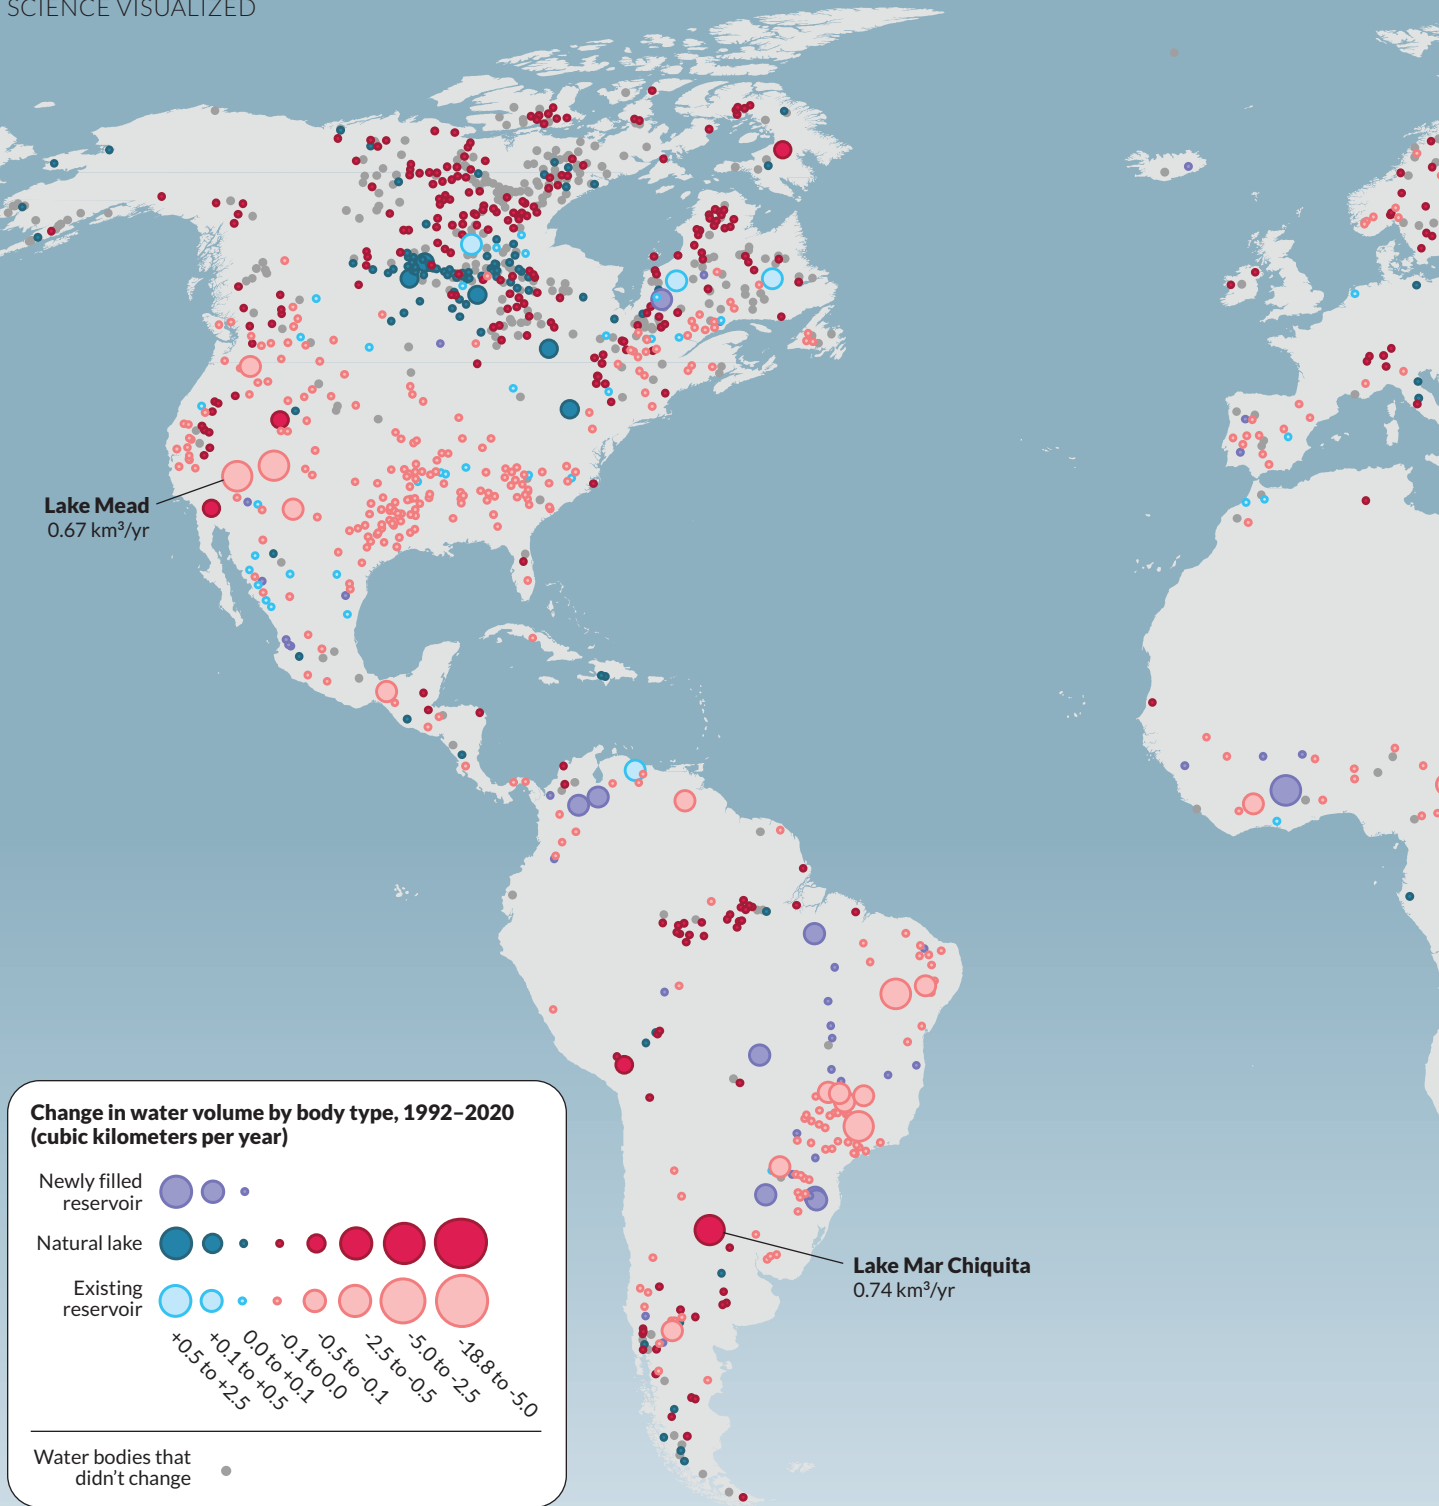 SCIENCE VISUALIZED
Lake Mead
0.67 km³/yr
Lake Mar Chiquita
0.74 km³/yr
Change in water volume by body type, 1992–2020
(cubic kilometers per year)
Newly filled
reservoir
Natural lake
Existing
reservoir
+0.5 to +2.5
+0.1 to +0.5
0.0 to +0.1
-0.1 to 0.0
-0.5 to -0.1
-2.5 to -0.5
-5.0 to -2.5
-18.8 to -5.0
Water bodies that
didn't change